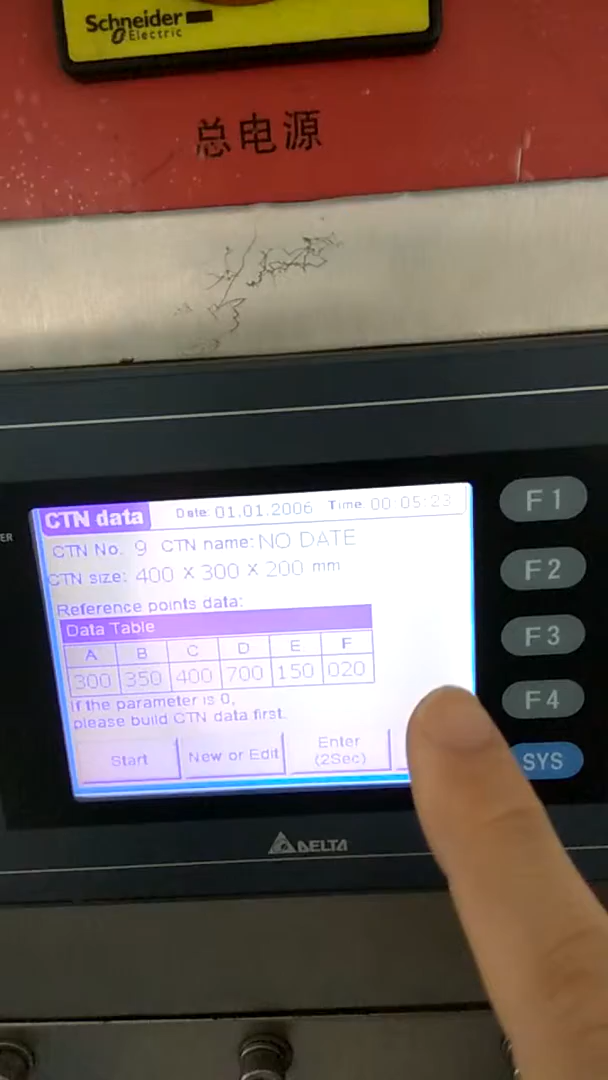 Schneider
Electric
总电源
ER
CTN data Date: 01.01.2006 Time 00:05:23
CTN No. 9 CTN name: NO DATE
CTN size: 400 X 300 X 200 mm
Reference points data:
Data Table
A B C D E F
300 350 400 700 150 020
If the parameter is 0,
please build CTN data first.
Start New or Edit Enter
(2Sec)
F1
F2
F3
F4
SYS
DELTA